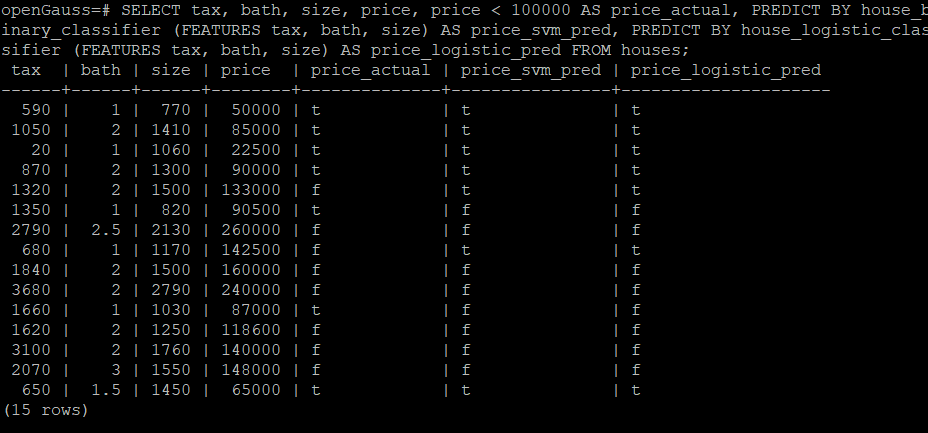 openGauss=# SELECT tax, bath, size, price, price < 100000 AS price_actual, PREDICT BY house_b
inary_classifier (FEATURES tax, bath, size) AS price_svm_pred, PREDICT BY house_logistic_clas
sifier (FEATURES tax, bath, size) AS price_logistic_pred FROM houses;
 tax  | bath | size | price  | price_actual | price_svm_pred | price_logistic_pred
------+------+------+--------+--------------+----------------+---------------------
  590 |    1 |  770 |  50000 | t            | t              | t
 1050 |    2 | 1410 |  85000 | t            | t              | t
   20 |    1 | 1060 |  22500 | t            | t              | t
  870 |    2 | 1300 |  90000 | t            | t              | t
 1320 |    2 | 1500 | 133000 | f            | t              | t
 1350 |    1 |  820 |  90500 | t            | f              | f
 2790 |  2.5 | 2130 | 260000 | f            | f              | f
  680 |    1 | 1170 | 142500 | f            | t              | t
 1840 |    2 | 1500 | 160000 | f            | f              | f
 3680 |    2 | 2790 | 240000 | f            | f              | f
 1660 |    1 | 1030 |  87000 | t            | f              | f
 1620 |    2 | 1250 | 118600 | f            | f              | f
 3100 |    2 | 1760 | 140000 | f            | f              | f
 2070 |    3 | 1550 | 148000 | f            | f              | f
  650 |  1.5 | 1450 |  65000 | t            | t              | t
(15 rows)